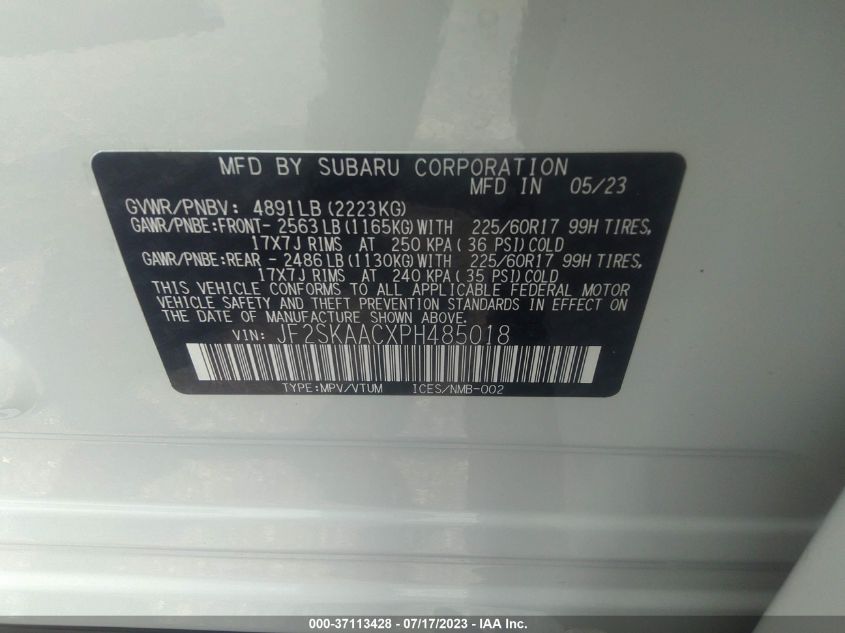 MFD BY SUBARU CORPORATION
MFD IN 05/23
GVWR/PNBV: 4891LB(2223KG)
GAWR/PNBE:FRONT- 2563LB(1165KG)WITH 225/60R17 99H TIRES,
17X7J RIMS AT 250 KPA( 36 PSI)COLD
GAWR/PNBE:REAR - 2486LB(1130KG)WITH 225/60R17 99H TIRES,
17X7J RIMS AT 240 KPA( 35 PSI)COLD
THIS VEHICLE CONFORMS TO ALL APPLICABLE FEDERAL MOTOR
VEHICLE SAFETY AND THEFT PREVENTION STANDARDS IN EFFECT ON
THE DATE OF MANUFACTURE SHOWN ABOVE.
VIN: JF2SKAACXPH485018
TYPE:MPV/VTUM ICES/NMB-002
000-37113428 - 07/17/2023 - IAA Inc.